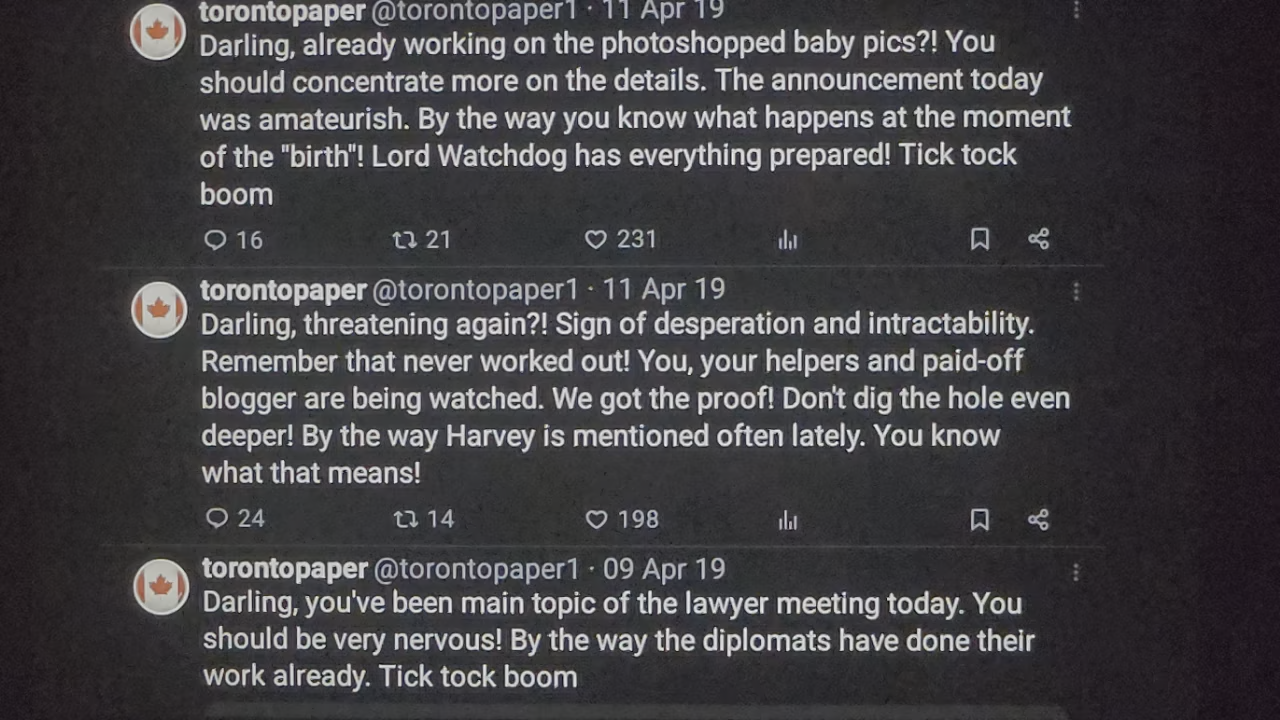 torontopaper @torontopaper1 · 11 Apr 19
Darling, already working on the photoshopped baby pics?! You
should concentrate more on the details. The announcement today
was amateurish. By the way you know what happens at the moment
of the "birth"! Lord Watchdog has everything prepared! Tick tock
boom
16 21 231
torontopaper @torontopaper1 · 11 Apr 19
Darling, threatening again?! Sign of desperation and intractability.
Remember that never worked out! You, your helpers and paid-off
blogger are being watched. We got the proof! Don't dig the hole even
deeper! By the way Harvey is mentioned often lately. You know
what that means!
24 14 198
torontopaper @torontopaper1 · 09 Apr 19
Darling, you've been main topic of the lawyer meeting today. You
should be very nervous! By the way the diplomats have done their
work already. Tick tock boom